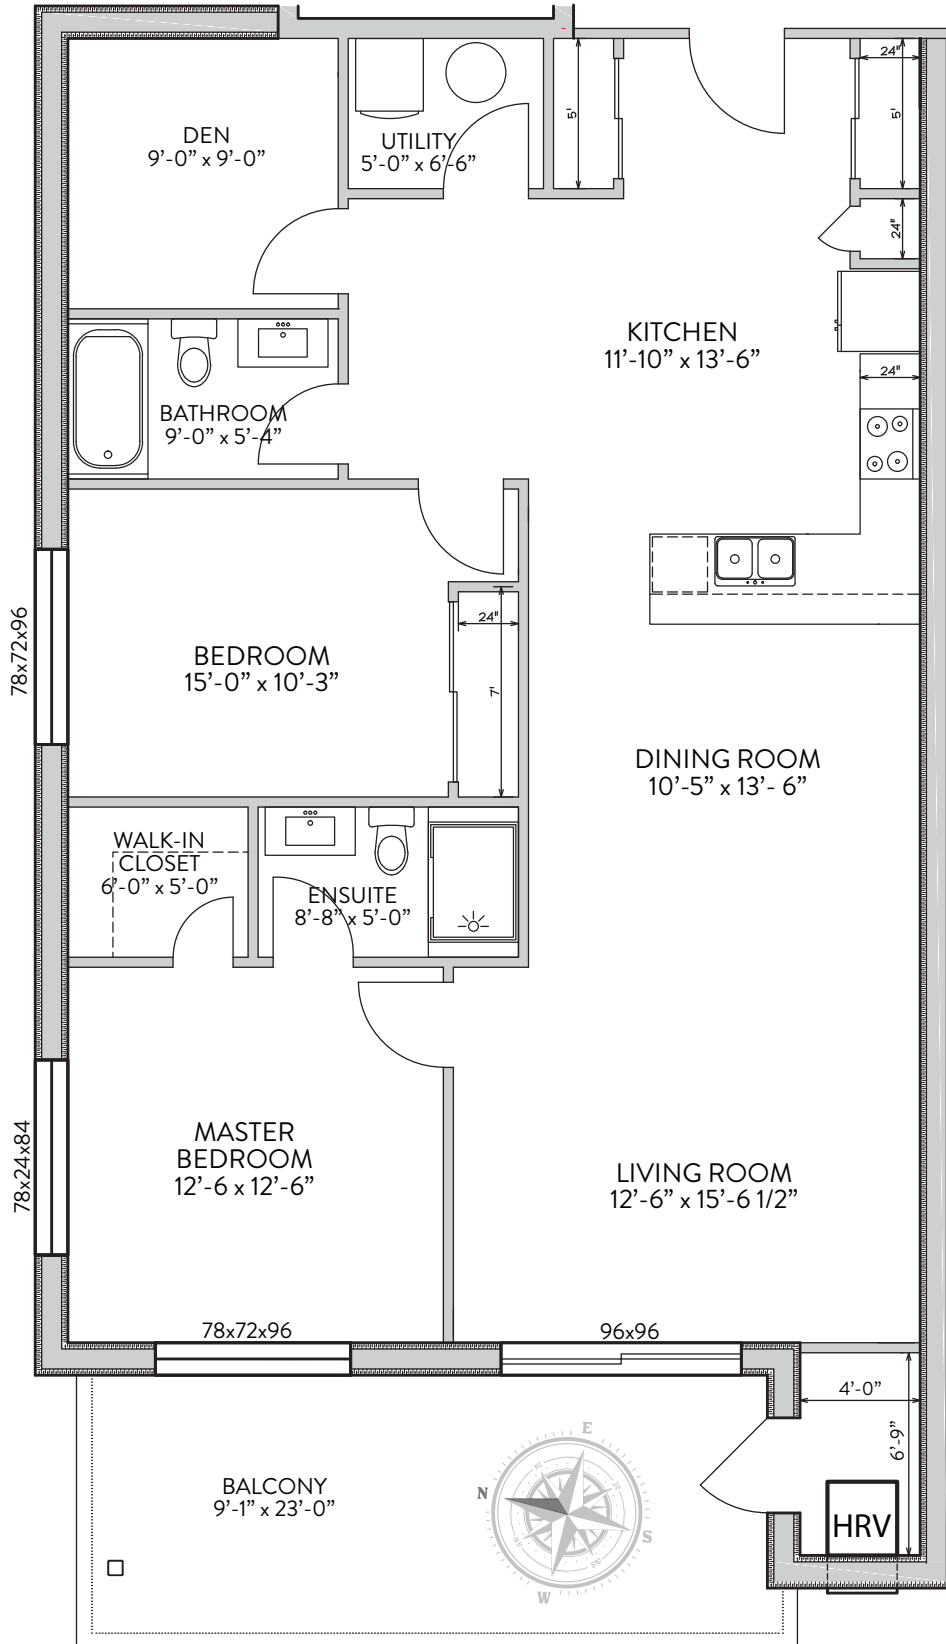 DEN
9'-0” x 9'-0”
UTILITY
5'-0” x 6'-6”
5'
24"
5'
24"
KITCHEN
11'-10” x 13'-6”
24"
BATHROOM
9'-0” x 5'-4”
78x72x96
BEDROOM
15'-0” x 10'-3”
24"
7'
DINING ROOM
10'-5” x 13'- 6”
WALK-IN
CLOSET
6'-0” x 5'-0”
ENSUITE
8'-8” x 5'-0”
78x24x84
MASTER
BEDROOM
12'-6 x 12'-6”
LIVING ROOM
12'-6” x 15'-6 1/2”
78x72x96
96x96
4'-0”
6'-9”
BALCONY
9'-1” x 23'-0”
E
N
S
W
HRV